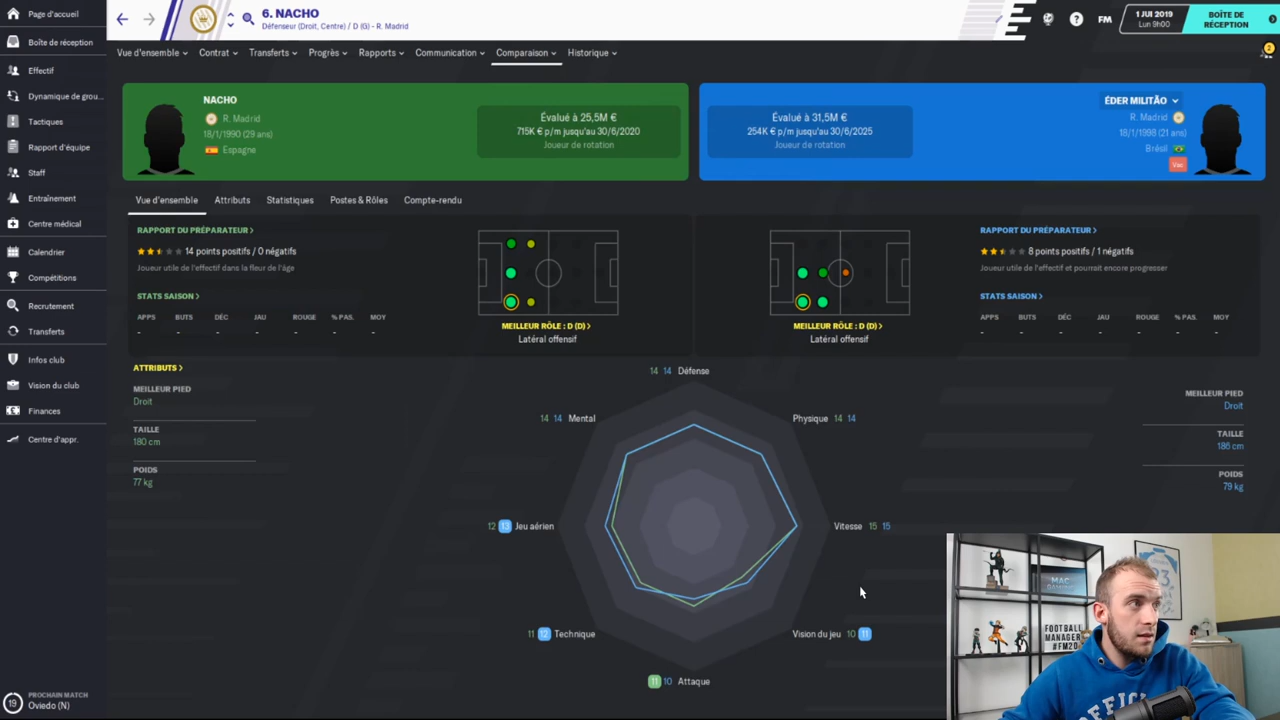 Page d'accueil
6. NACHO
Défenseur (Droit, Centre) / D (G) - R. Madrid
FM
1 JUI 2019
Lun 9h00
BOÎTE DE
RÉCEPTION
Boîte de réception
Vue d'ensemble
Contrat
Transferts
Progrès
Rapports
Communication
Comparaison
Historique
2
Effectif
Dynamique de grou...
Tactiques
Rapport d'équipe
Staff
Entraînement
Centre médical
Calendrier
Compétitions
Recrutement
Transferts
Infos club
Vision du club
Finances
Centre d'appr.
19
PROCHAIN MATCH
Oviedo (N)
NACHO
R. Madrid
18/1/1990 (29 ans)
Espagne
Évalué à 25,5M €
715K € p/m jusqu'au 30/6/2020
Joueur de rotation
Évalué à 31,5M €
254K € p/m jusqu'au 30/6/2025
Joueur de rotation
ÉDER MILITÃO
R. Madrid
18/1/1998 (21 ans)
Brésil
Vac
Vue d'ensemble
Attributs
Statistiques
Postes & Rôles
Compte-rendu
RAPPORT DU PRÉPARATEUR
14 points positifs / 0 négatifs
Joueur utile de l'effectif dans la fleur de l'âge
STATS SAISON
APPS BUTS DÉC JAU ROUGE % PAS. MOY
- - - - - - -
MEILLEUR RÔLE : D (D)
Latéral offensif
MEILLEUR RÔLE : D (D)
Latéral offensif
RAPPORT DU PRÉPARATEUR
8 points positifs / 1 négatifs
Joueur utile de l'effectif et pourrait encore progresser
STATS SAISON
APPS BUTS DÉC JAU ROUGE % PAS. MOY
- - - - - - -
ATTRIBUTS
MEILLEUR PIED
Droit
TAILLE
180 cm
POIDS
77 kg
14 14 Défense
14 14 Mental
Physique 14 14
12 13 Jeu aérien
Vitesse 15 15
11 12 Technique
Vision du jeu 10 11
11 10 Attaque
MEILLEUR PIED
Droit
TAILLE
186 cm
POIDS
79 kg
MAC
23
FOOTBALL
MANAGER
#FM20
OFFIC